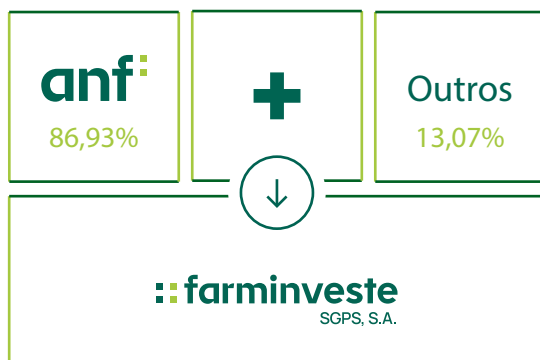 anf
86,93%
+
Outros
13,07%
farminveste
SGPS, S.A.